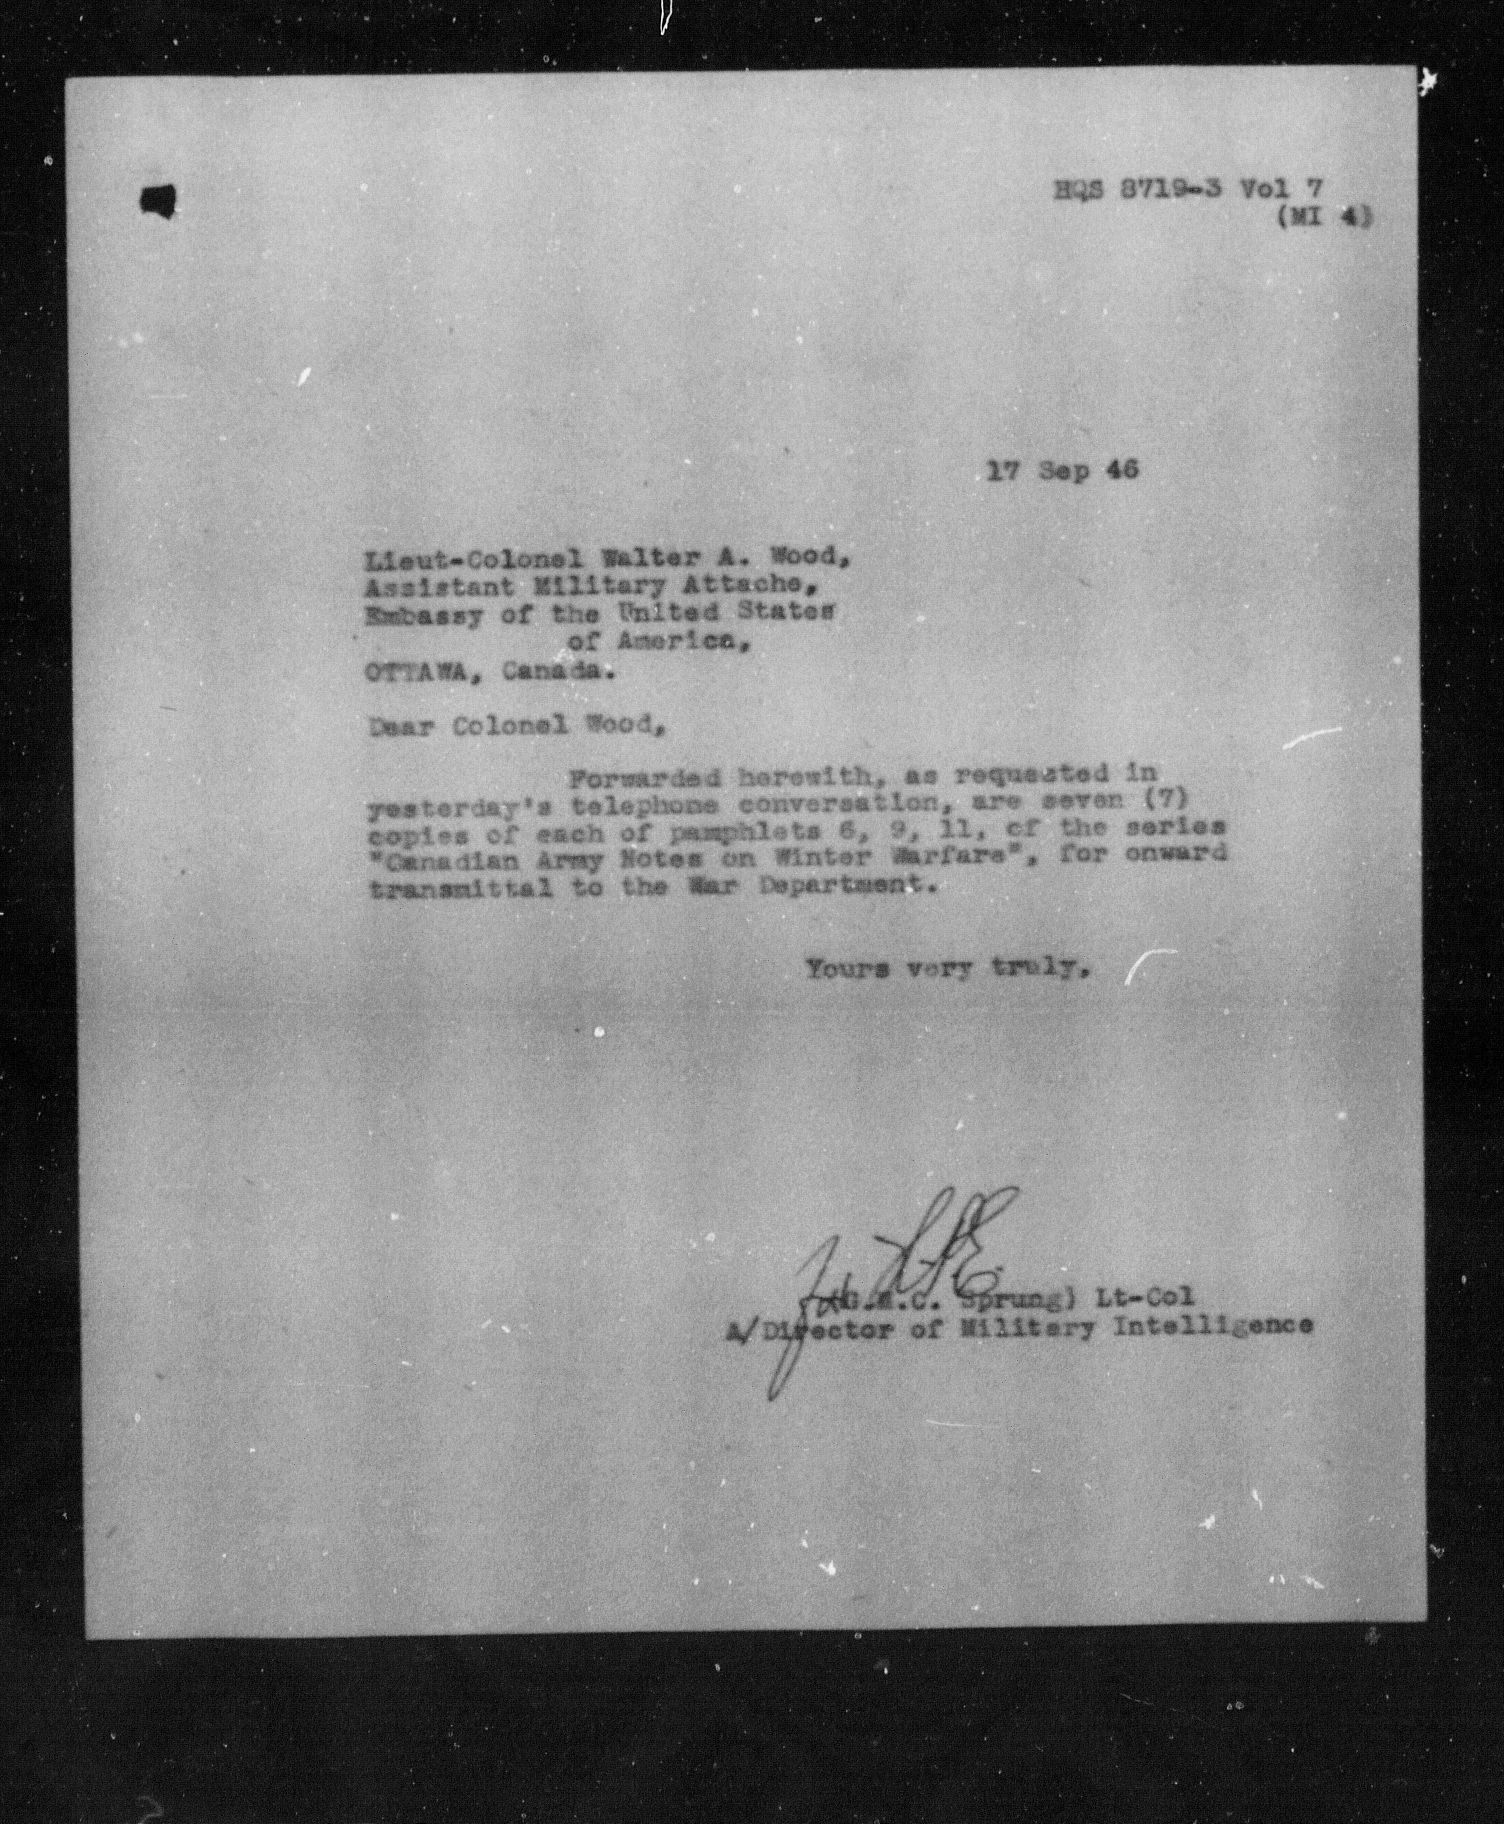 HQS 8719-3 Vol 7
(MI 4)
17 Sep 46
Lieut-Colonel Walter A. Wood,
Assistant Military Attache,
Embassy of the United States
of America,
OTTAWA, Canada.
Dear Colonel Wood,
Forwarded herewith, as requested in
yesterday's telephone conversation, are seven (7)
copies of each of pamphlets 6, 9, 11, of the series
"Canadian Army Notes on Winter Warfare", for onward
transmittal to the War Department.
Yours very truly,
(G.M.C. Sprung) Lt-Col
A/Director of Military Intelligence